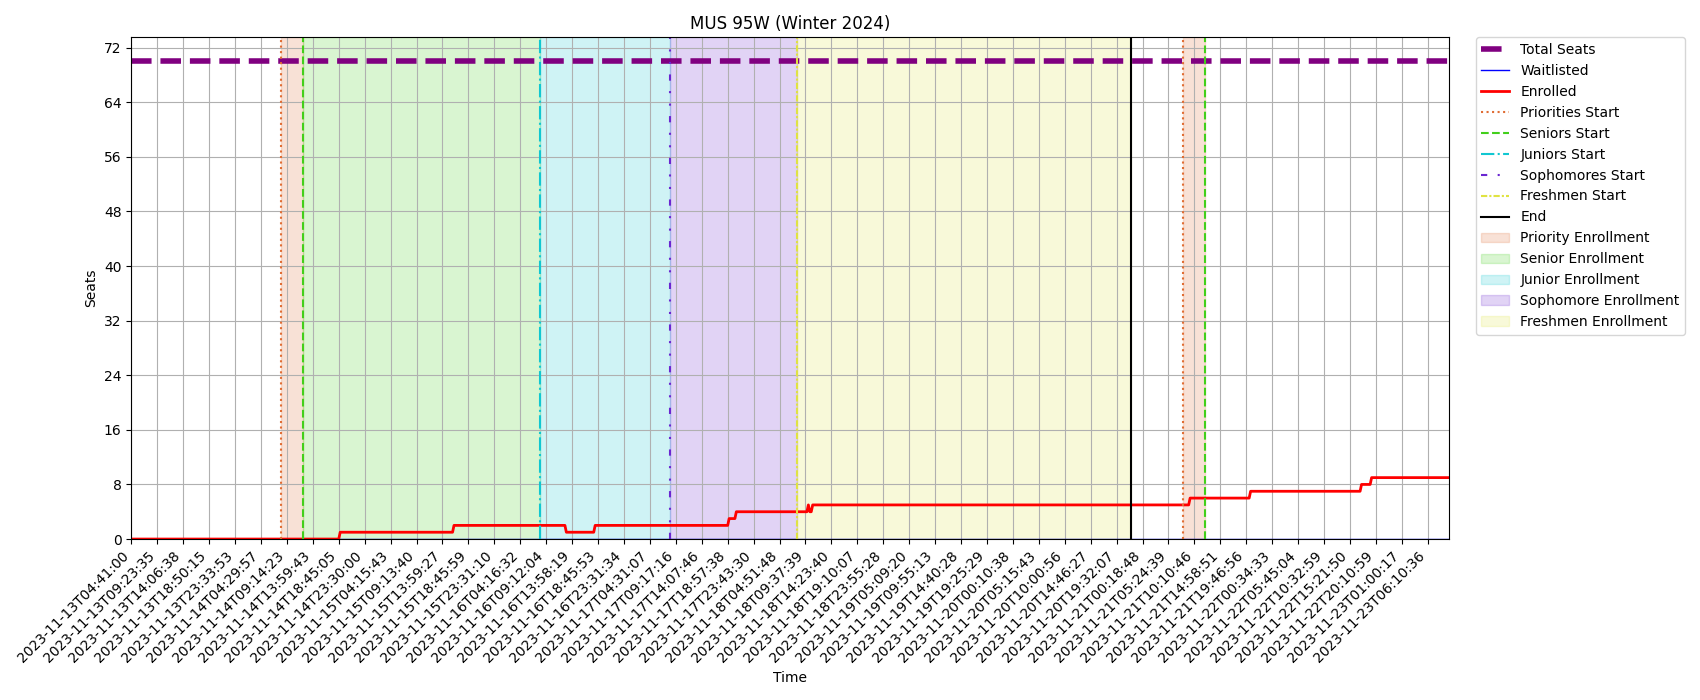 MUS 95W (Winter 2024)
72
64
56
48
40
32
24
16
8
0
Seats
2023-11-13T04:41:00
2023-11-13T09:23:35
2023-11-13T14:06:38
2023-11-13T18:50:15
2023-11-13T23:33:53
2023-11-14T04:29:57
2023-11-14T09:14:23
2023-11-14T13:59:43
2023-11-14T18:45:05
2023-11-14T23:30:00
2023-11-15T04:15:43
2023-11-15T09:13:40
2023-11-15T13:59:27
2023-11-15T18:45:59
2023-11-15T23:31:10
2023-11-16T04:16:32
2023-11-16T09:12:04
2023-11-16T13:58:19
2023-11-16T18:45:53
2023-11-16T23:31:34
2023-11-17T04:31:07
2023-11-17T09:17:16
2023-11-17T14:07:46
2023-11-17T18:57:38
2023-11-17T23:43:30
2023-11-18T04:51:48
2023-11-18T09:37:39
2023-11-18T14:23:40
2023-11-18T19:10:07
2023-11-18T23:55:28
2023-11-19T05:09:20
2023-11-19T09:55:13
2023-11-19T14:40:28
2023-11-19T19:25:29
2023-11-20T00:10:38
2023-11-20T05:15:43
2023-11-20T10:00:56
2023-11-20T14:46:27
2023-11-20T19:32:07
2023-11-21T00:18:48
2023-11-21T05:24:39
2023-11-21T10:10:46
2023-11-21T14:58:51
2023-11-21T19:46:56
2023-11-22T00:34:33
2023-11-22T05:45:04
2023-11-22T10:32:59
2023-11-22T15:21:50
2023-11-22T20:10:59
2023-11-23T01:00:17
2023-11-23T06:10:36
Time
Total Seats
Waitlisted
Enrolled
Priorities Start
Seniors Start
Juniors Start
Sophomores Start
Freshmen Start
End
Priority Enrollment
Senior Enrollment
Junior Enrollment
Sophomore Enrollment
Freshmen Enrollment